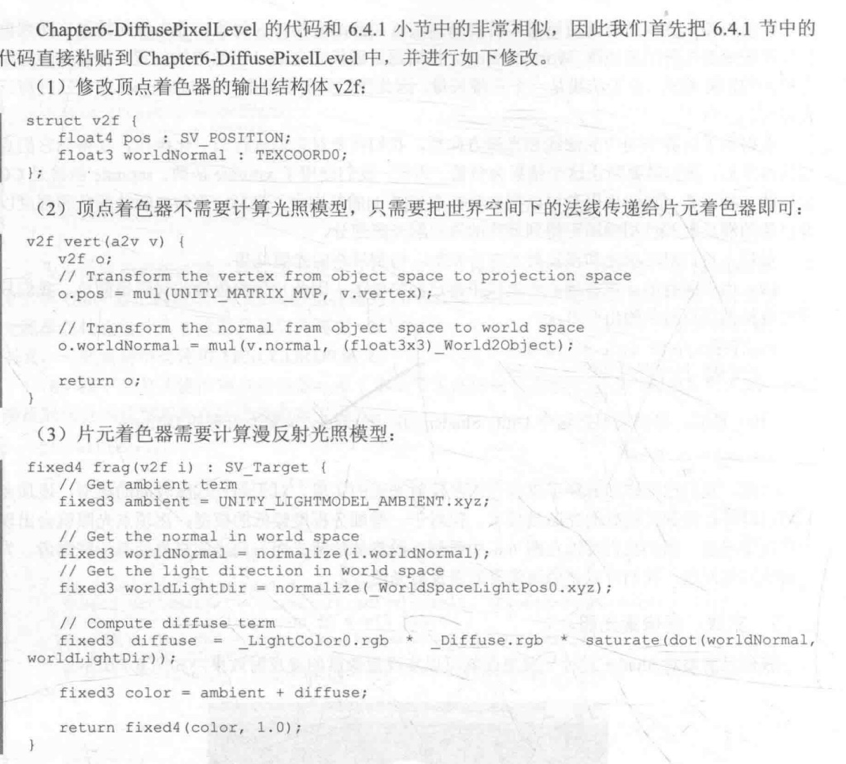 Chapter6-DiffusePixelLevel 的代码和 6.4.1 小节中的非常相似，因此我们首先把 6.4.1 节中的
代码直接粘贴到 Chapter6-DiffusePixelLevel 中，并进行如下修改。
（1）修改顶点着色器的输出结构体 v2f:
struct v2f {
float4 pos : SV_POSITION;
float3 worldNormal : TEXCOORD0;
};
（2）顶点着色器不需要计算光照模型，只需要把世界空间下的法线传递给片元着色器即可：
v2f vert(a2v v) {
v2f o;
// Transform the vertex from object space to projection space
o.pos = mul(UNITY_MATRIX_MVP, v.vertex);
// Transform the normal fram object space to world space
o.worldNormal = mul(v.normal, (float3x3)_World2Object);
return o;
}
（3）片元着色器需要计算漫反射光照模型：
fixed4 frag(v2f i) : SV_Target {
// Get ambient term
fixed3 ambient = UNITY_LIGHTMODEL_AMBIENT.xyz;
// Get the normal in world space
fixed3 worldNormal = normalize(i.worldNormal);
// Get the light direction in world space
fixed3 worldLightDir = normalize(_WorldSpaceLightPos0.xyz);
// Compute diffuse term
fixed3 diffuse = _LightColor0.rgb * _Diffuse.rgb * saturate(dot(worldNormal,
worldLightDir));
fixed3 color = ambient + diffuse;
return fixed4(color, 1.0);
}